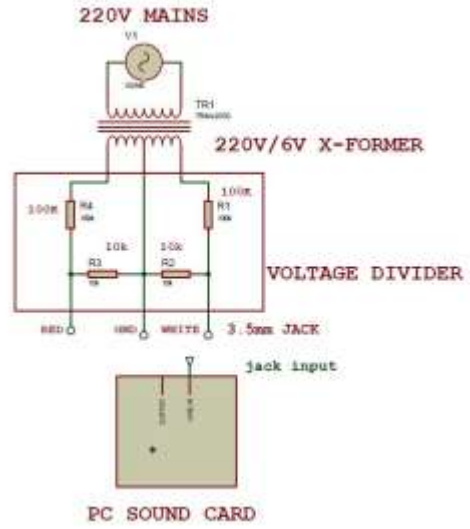 220V MAINS
V1
TR1
220V/6V X-FORMER
100K
R4
100K
R1
10k
10k
R3
R2
10k
VOLTAGE DIVIDER
RED
GND
WHITE
3.5mm JACK
jack input
PC SOUND CARD